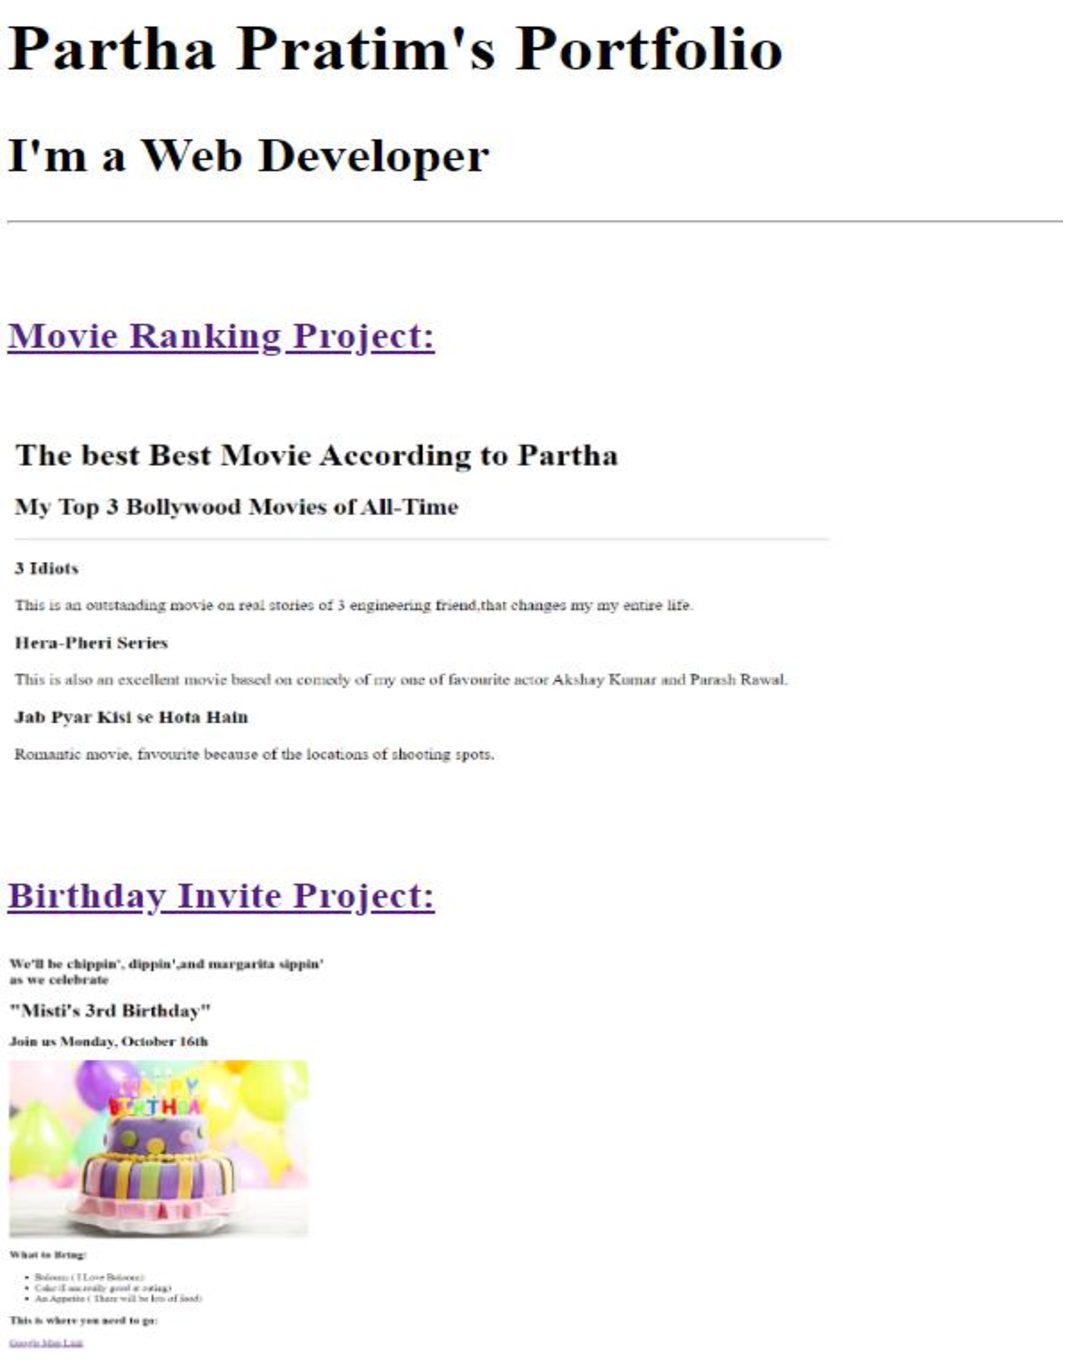 Partha Pratim's Portfolio
I'm a Web Developer
Movie Ranking Project:
The best Best Movie According to Partha
My Top 3 Bollywood Movies of All-Time
3 Idiots
This is an outstanding movie on real stories of 3 engineering friend,that changes my my entire life.
Hera-Pheri Series
This is also an excellent movie based on comedy of my one of favourite actor Akshay Kumar and Parash Rawal.
Jab Pyar Kisi se Hota Hain
Romantic movie, favourite because of the locations of shooting spots.
Birthday Invite Project:
We'll be chippin', dippin',and margarita sippin'
as we celebrate
"Misti's 3rd Birthday"
Join us Monday, October 16th
HAPPY
BIRTHDAY
What to Bring:
( I Love
Cake (I am really good at eating)
An Appetite ( There will be lots of food)
This is where you need to go:
Google Map Link